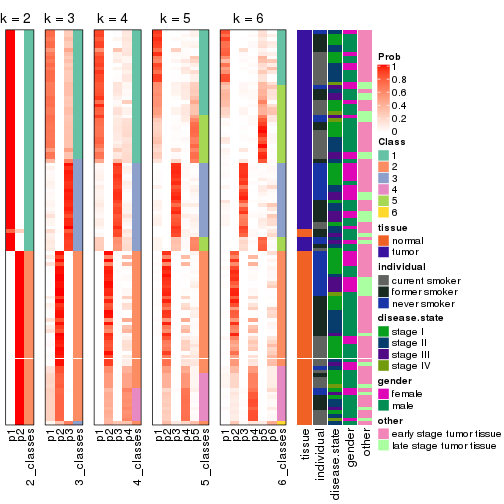 k = 2
k = 3
k = 4
k = 5
k = 6
Prob
1
0.8
0.6
0.4
0.2
0
Class
1
2
3
4
5
6
tissue
normal
tumor
individual
current smoker
former smoker
never smoker
disease.state
stage I
stage II
stage III
stage IV
gender
female
male
other
early stage tumor tissue
late stage tumor tissue
p1
p2
2_classes
p1
p2
p3
3_classes
p1
p2
p3
p4
4_classes
p1
p2
p3
p4
p5
5_classes
p1
p2
p3
p4
p5
p6
6_classes
tissue
individual
disease.state
gender
other